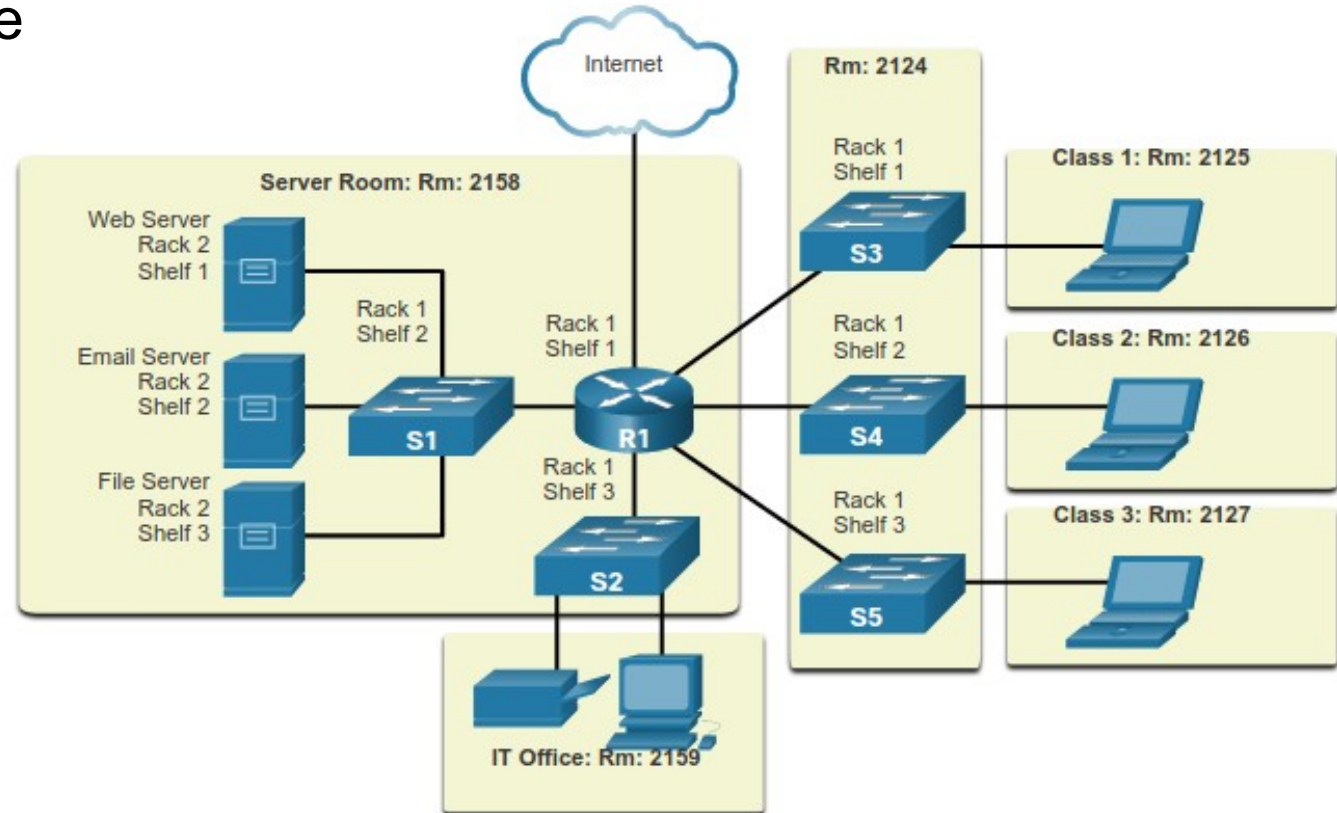 e
Internet
Rm: 2124
Server Room: Rm: 2158
Web Server
Rack 2
Shelf 1
Rack 1
Shelf 2
Email Server
Rack 2
Shelf 2
S1
File Server
Rack 2
Shelf 3
Rack 1
Shelf 1
R1
Rack 1
Shelf 3
S2
IT Office: Rm: 2159
Rack 1
Shelf 1
S3
Rack 1
Shelf 2
S4
Rack 1
Shelf 3
S5
Class 1: Rm: 2125
Class 2: Rm: 2126
Class 3: Rm: 2127